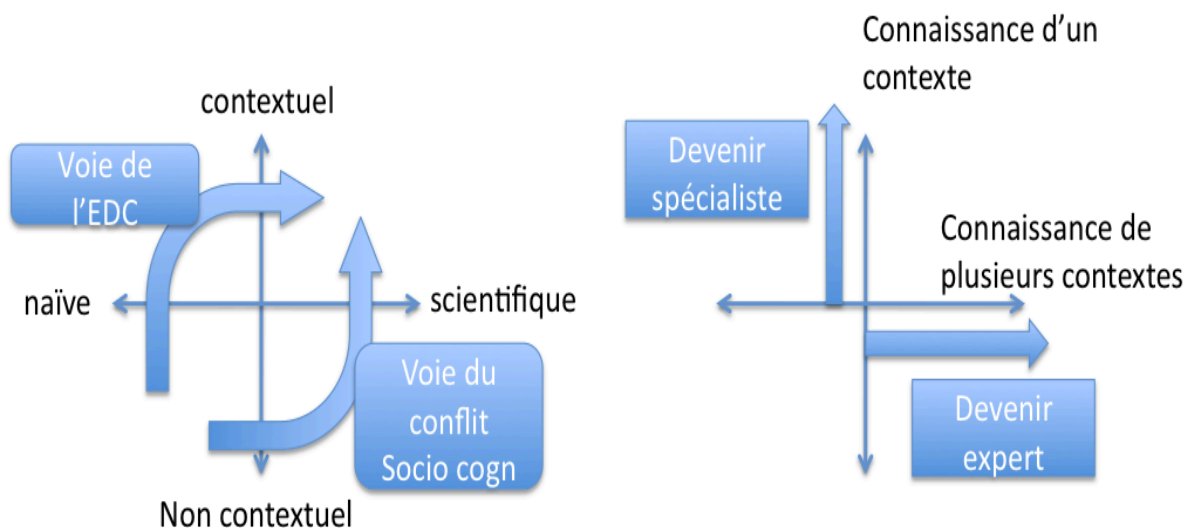 contextuel
Voie de
l'EDC
naïve
scientifique
Voie du
conflit
Socio cogn
Non contextuel
Connaissance d'un
contexte
Devenir
spécialiste
Connaissance de
plusieurs contextes
Devenir
expert